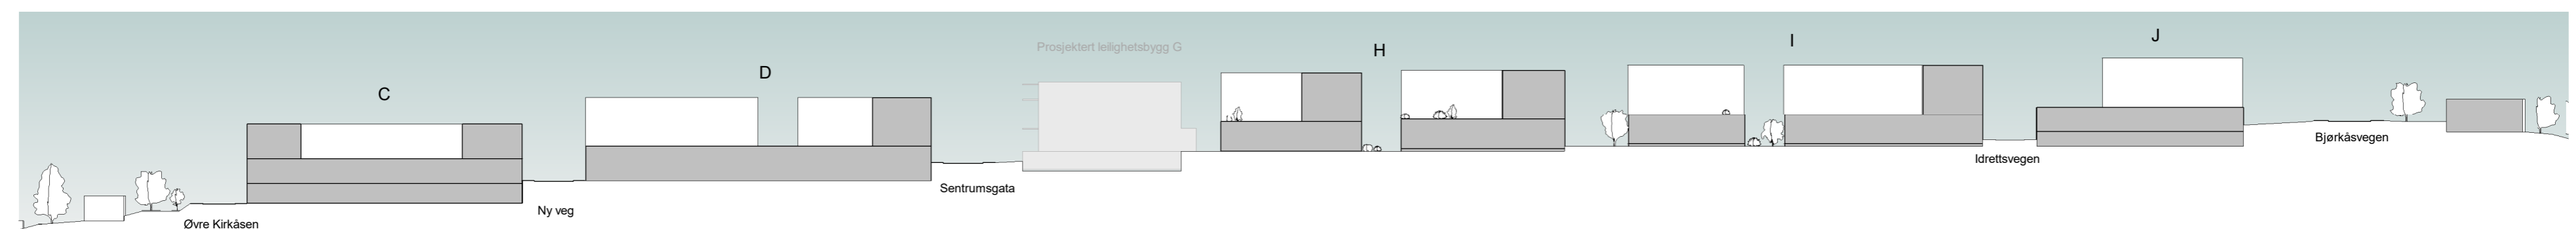 C
D
Prosjektert leilighetsbygg G
H
I
J
Øvre Kirkåsen
Ny veg
Sentrumsgata
Idrettsvegen
Bjørkåsvegen